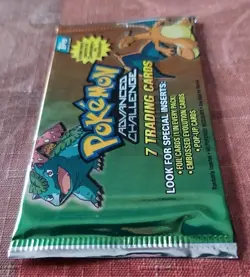 Topps
POKéMON
ADVANCED
CHALLENGE
7 TRADING CARDS
LOOK FOR SPECIAL INSERTS:
• FOIL CARDS (1 IN EVERY PACK)
• EMBOSSED EVOLUTION CARDS
• POP-UP CARDS